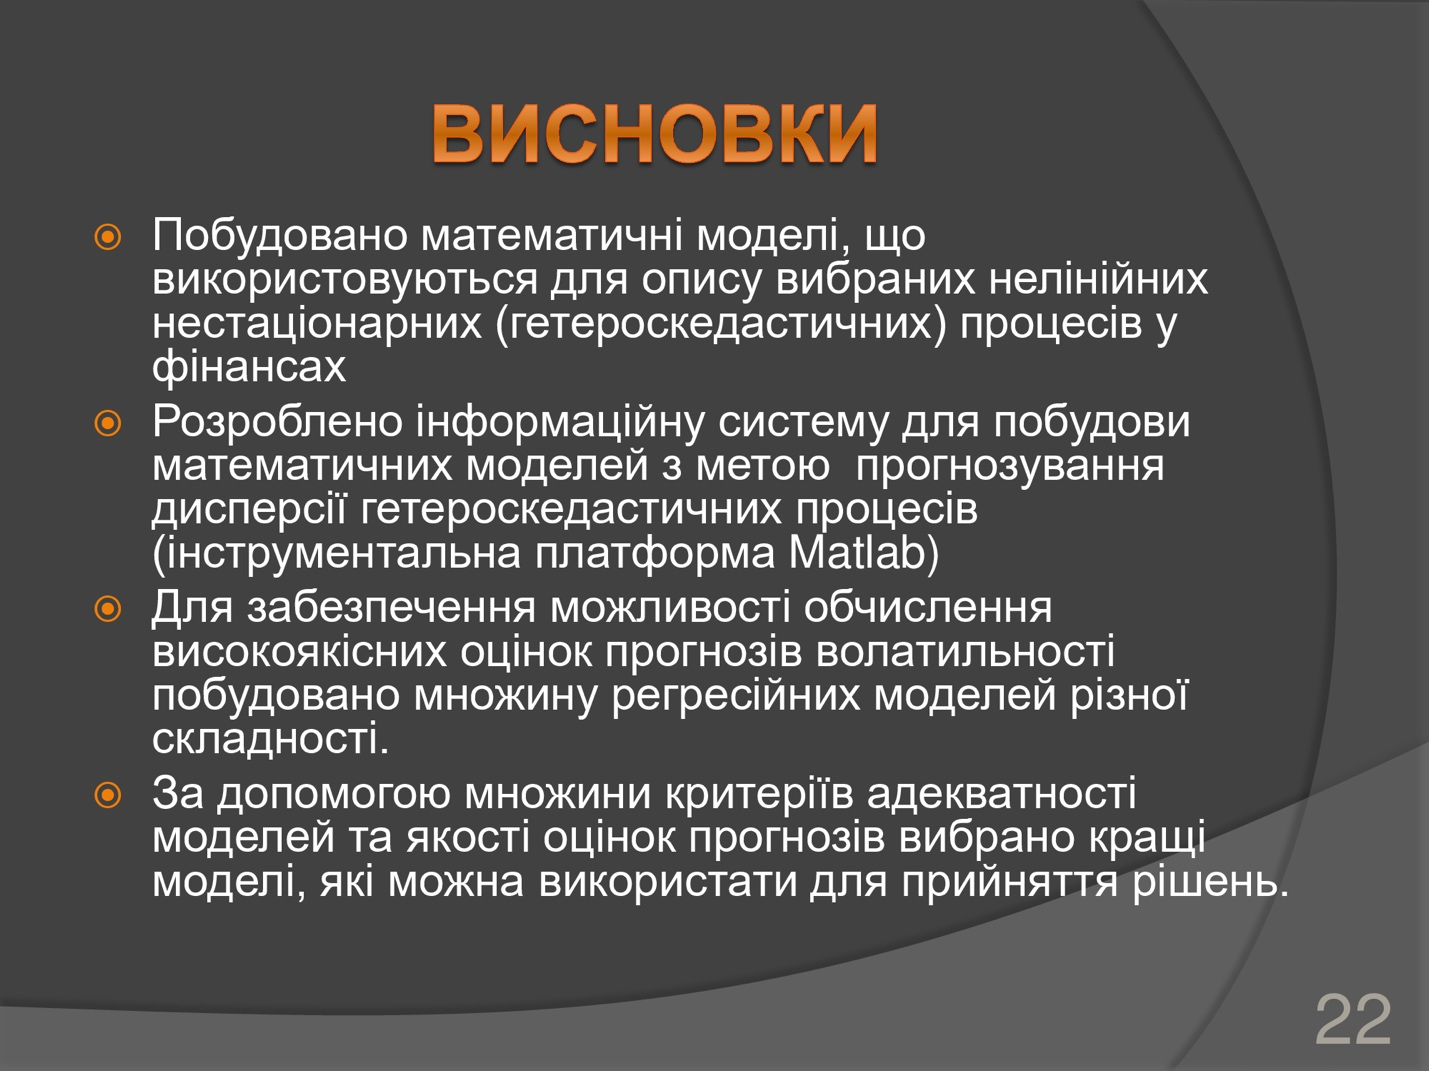 ВИСНОВКИ
Побудовано математичні моделі, що
використовуються для опису вибраних нелінійних
нестаціонарних (гетероскедастичних) процесів у
фінансах
Розроблено інформаційну систему для побудови
математичних моделей з метою  прогнозування
дисперсії гетероскедастичних процесів
(інструментальна платформа Matlab)
Для забезпечення можливості обчислення
високоякісних оцінок прогнозів волатильності
побудовано множину регресійних моделей різної
складності.
За допомогою множини критеріїв адекватності
моделей та якості оцінок прогнозів вибрано кращі
моделі, які можна використати для прийняття рішень.
22